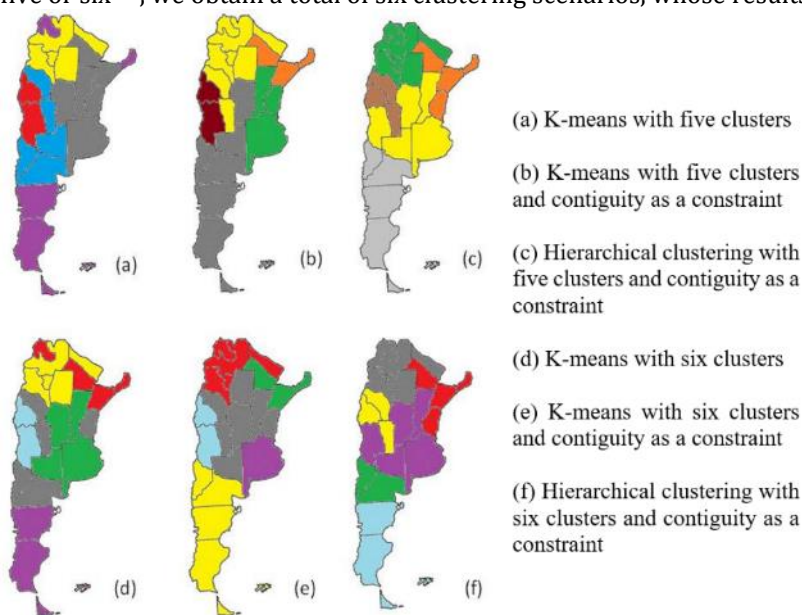 five or six , we obtain a total of six clustering scenarios, whose results
(a)
(b)
(c)
(a) K-means with five clusters
(b) K-means with five clusters
and contiguity as a constraint
(c) Hierarchical clustering with
five clusters and contiguity as a
constraint
(d)
(e)
(f)
(d) K-means with six clusters
(e) K-means with six clusters
and contiguity as a constraint
(f) Hierarchical clustering with
six clusters and contiguity as a
constraint